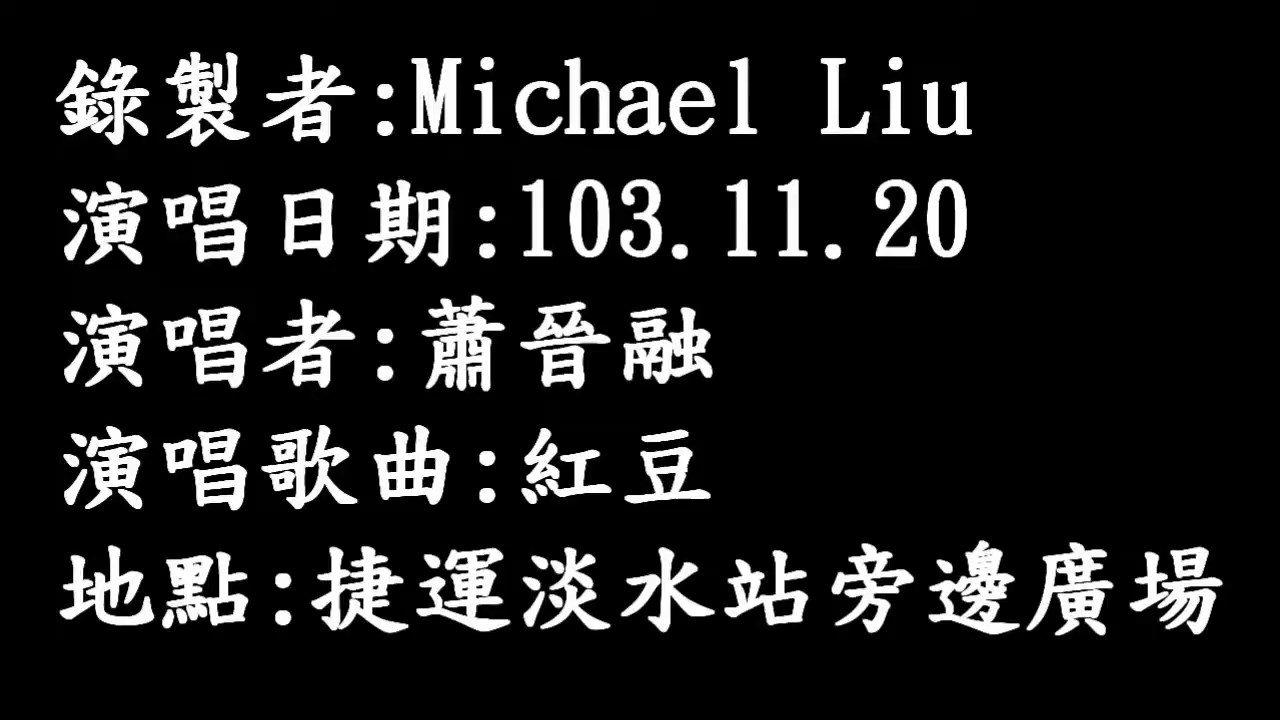 錄製者:Michael Liu
演唱日期:103.11.20
演唱者:蕭晉融
演唱歌曲:紅豆
地點:捷運淡水站旁邊廣場